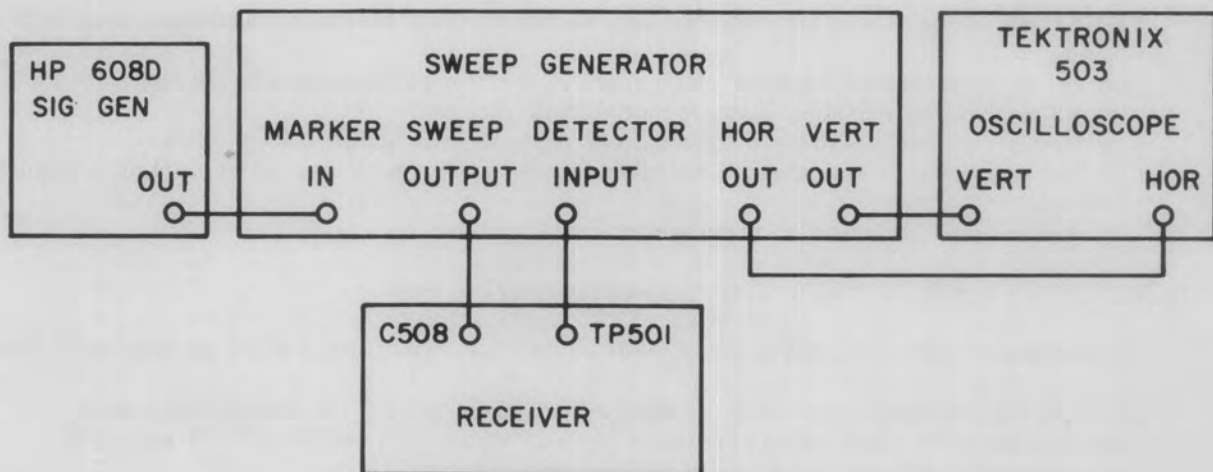 HP 608D
SIG GEN
OUT
SWEEP GENERATOR
MARKER SWEEP DETECTOR HOR VERT
IN OUTPUT INPUT OUT OUT
TEKTRONIX
503
OSCILLOSCOPE
VERT HOR
C508 TP501
RECEIVER